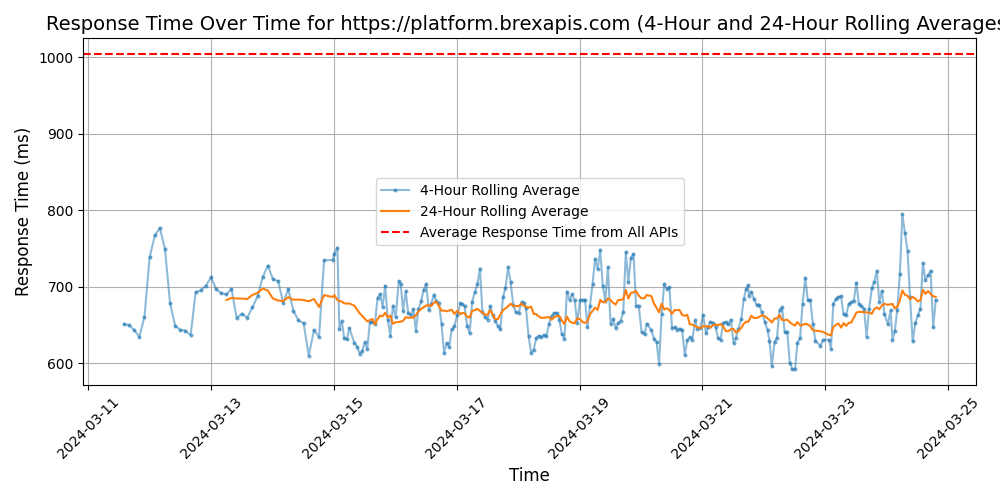 Response Time Over Time for https://platform.brexapis.com (4-Hour and 24-Hour Rolling Averages
Response Time (ms)
1000
900
800
700
600
4-Hour Rolling Average
24-Hour Rolling Average
Average Response Time from All APIs
2024-03-11
2024-03-13
2024-03-15
2024-03-17
2024-03-19
2024-03-21
2024-03-23
2024-03-25
Time